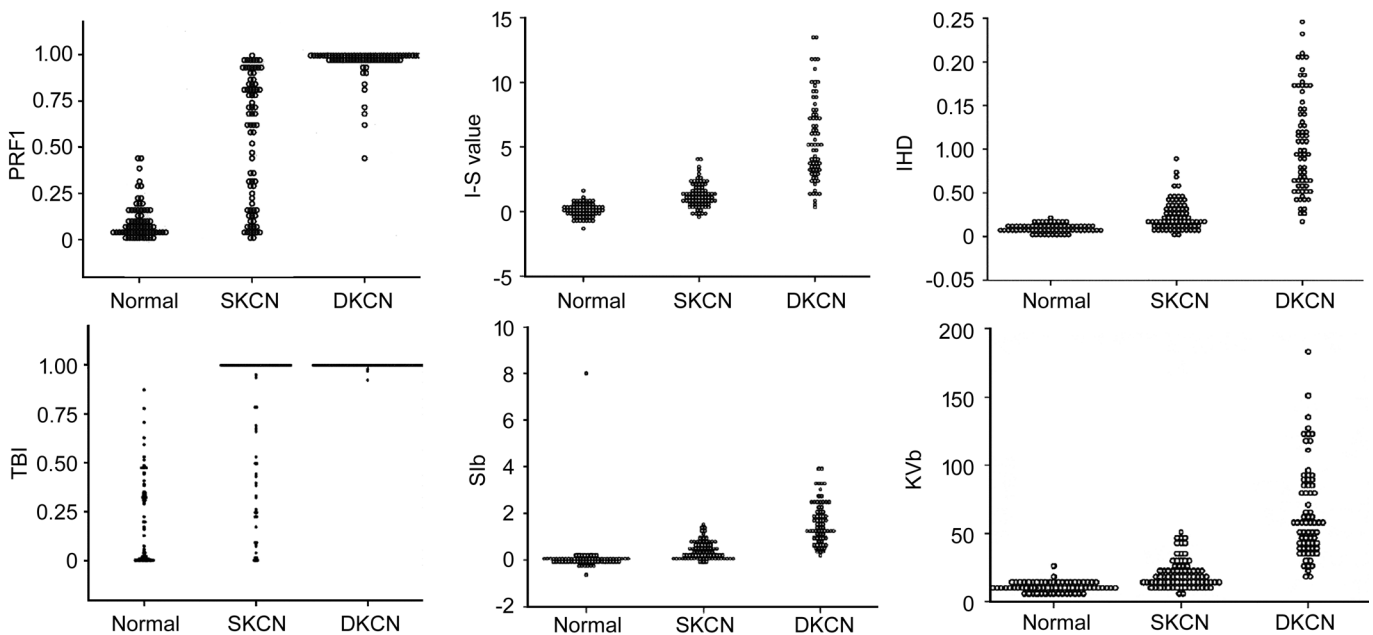 PRF1
1.00
0.75
0.50
0.25
0
Normal SKCN DKCN
I-S value
15
10
5
0
-5
Normal SKCN DKCN
IHD
0.25
0.20
0.15
1.00
0.50
0
-0.05
Normal SKCN DKCN
TBI
1.00
0.75
0.50
0.25
0
Normal SKCN DKCN
SIb
10
8
6
4
2
0
-2
Normal SKCN DKCN
KVb
200
150
100
50
0
Normal SKCN DKCN